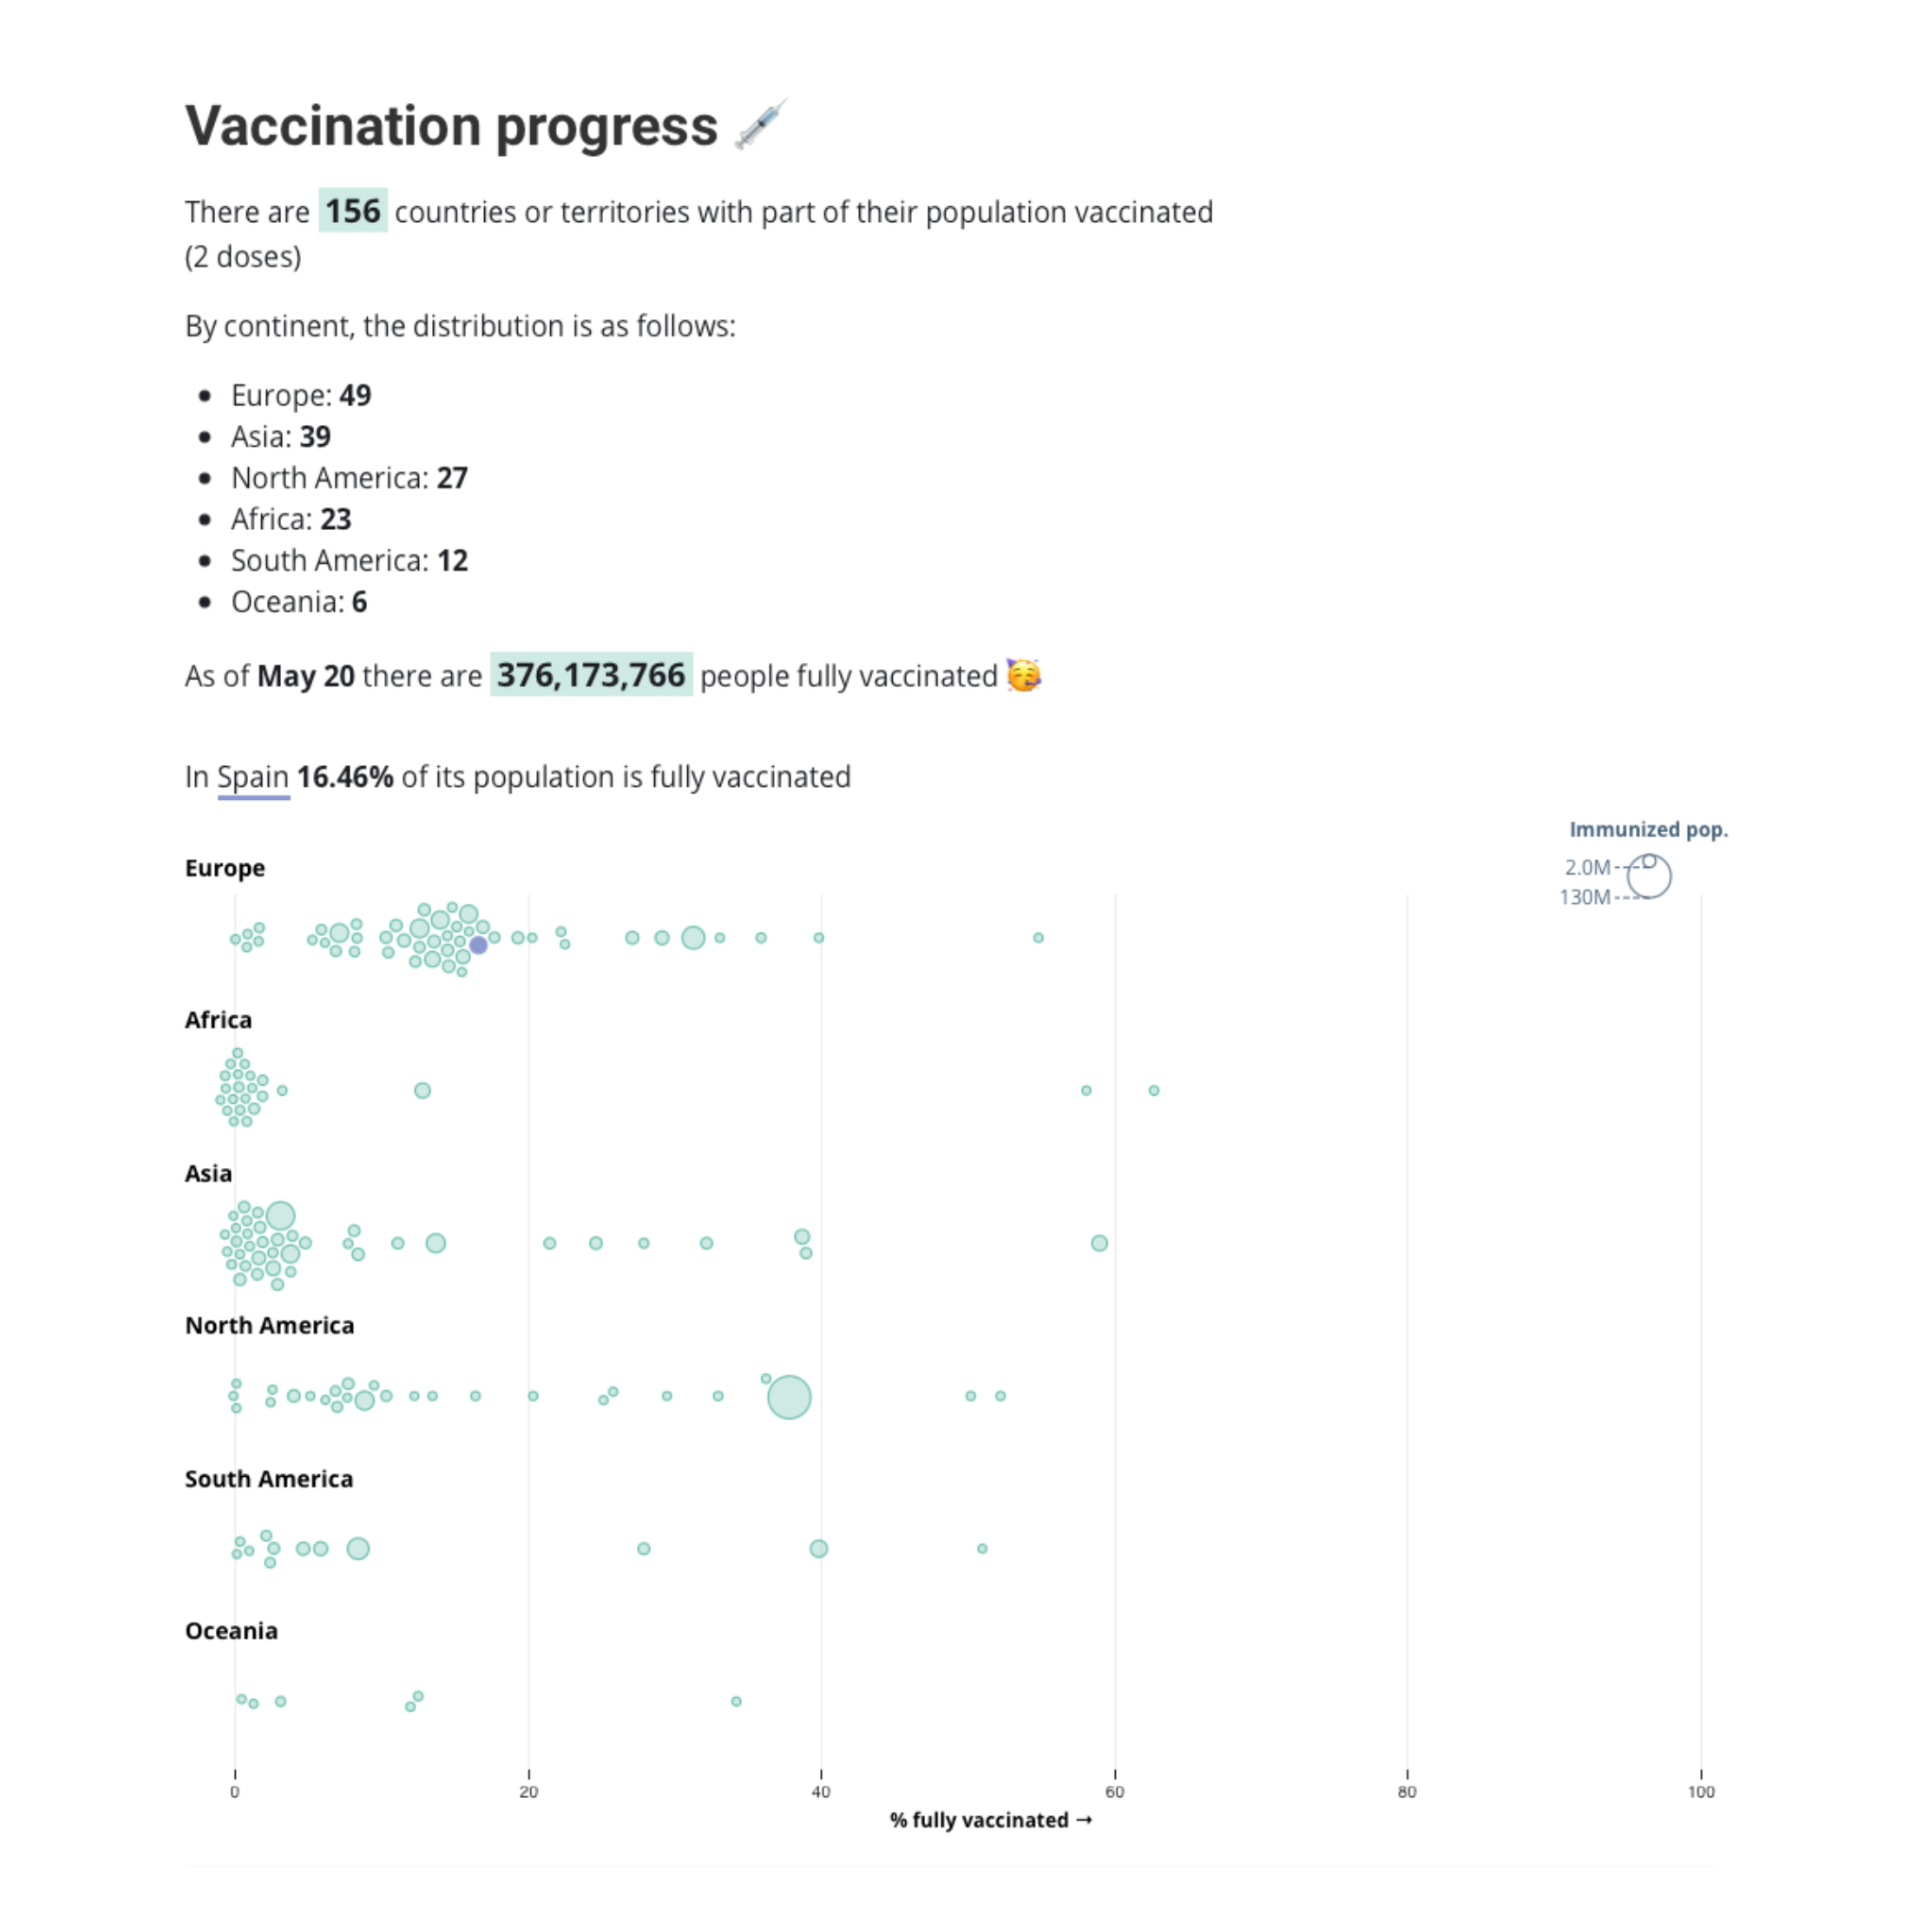 Vaccination progress
There are 156 countries or territories with part of their population vaccinated
(2 doses)
By continent, the distribution is as follows:
Europe: 49
Asia: 39
North America: 27
Africa: 23
South America: 12
Oceania: 6
As of May 20 there are 376,173,766 people fully vaccinated
In Spain 16.46% of its population is fully vaccinated
Immunized pop.
2.0M
130M
Europe
Africa
Asia
North America
South America
Oceania
0 20 40 60 80 100
% fully vaccinated →